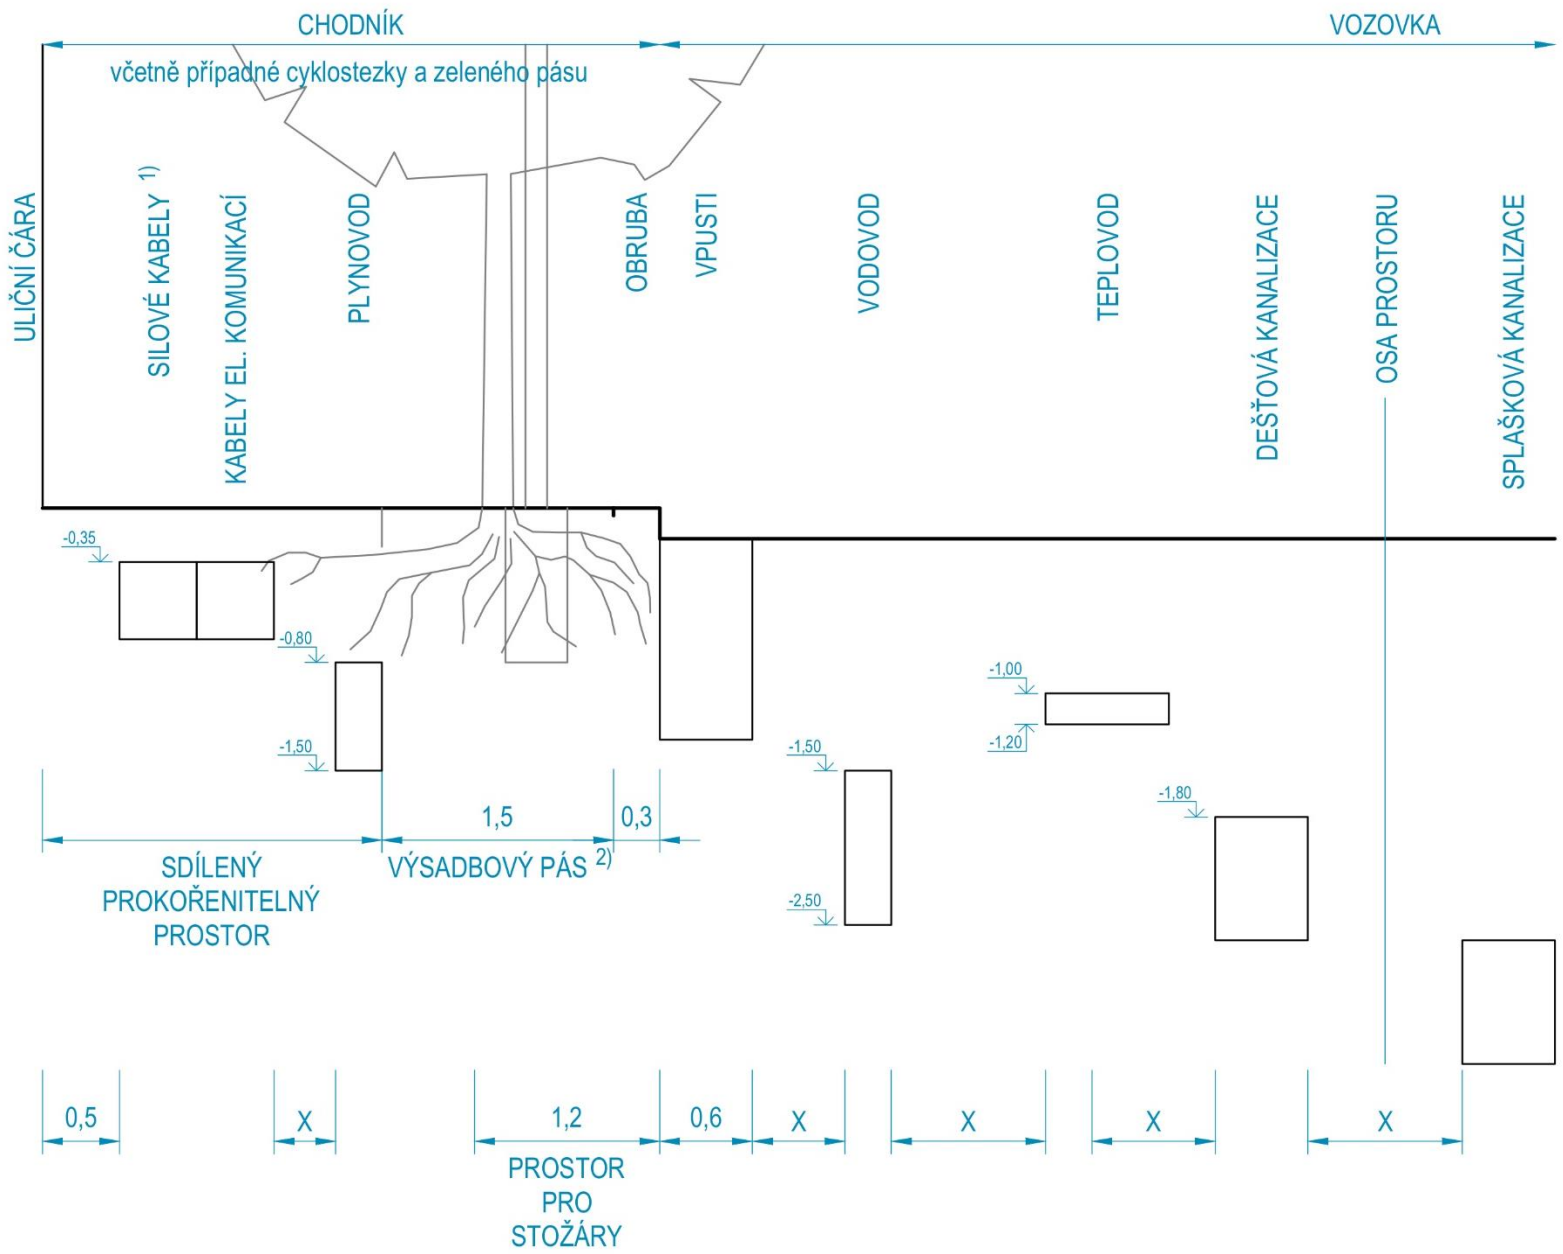 CHODNÍK
VOZOVKA
včetně případné cyklostezky a zeleného pásu
ULIČNÍ ČÁRA
SILOVÉ KABELY 1)
KABELY EL. KOMUNIKACÍ
PLYNOVOD
OBRUBA
VPUSTI
VODOVOD
TEPLOVOD
DEŠŤOVÁ KANALIZACE
OSA PROSTORU
SPLAŠKOVÁ KANALIZACE
-0,35
-0,80
-1,50
-1,50
-2,50
-1,00
-1,20
-1,80
1,5
0,3
SDÍLENÝ
PROKOŘENITELNÝ
PROSTOR
VÝSADBOVÝ PÁS 2)
0,5
X
1,2
0,6
X
X
X
X
PROSTOR
PRO
STOŽÁRY